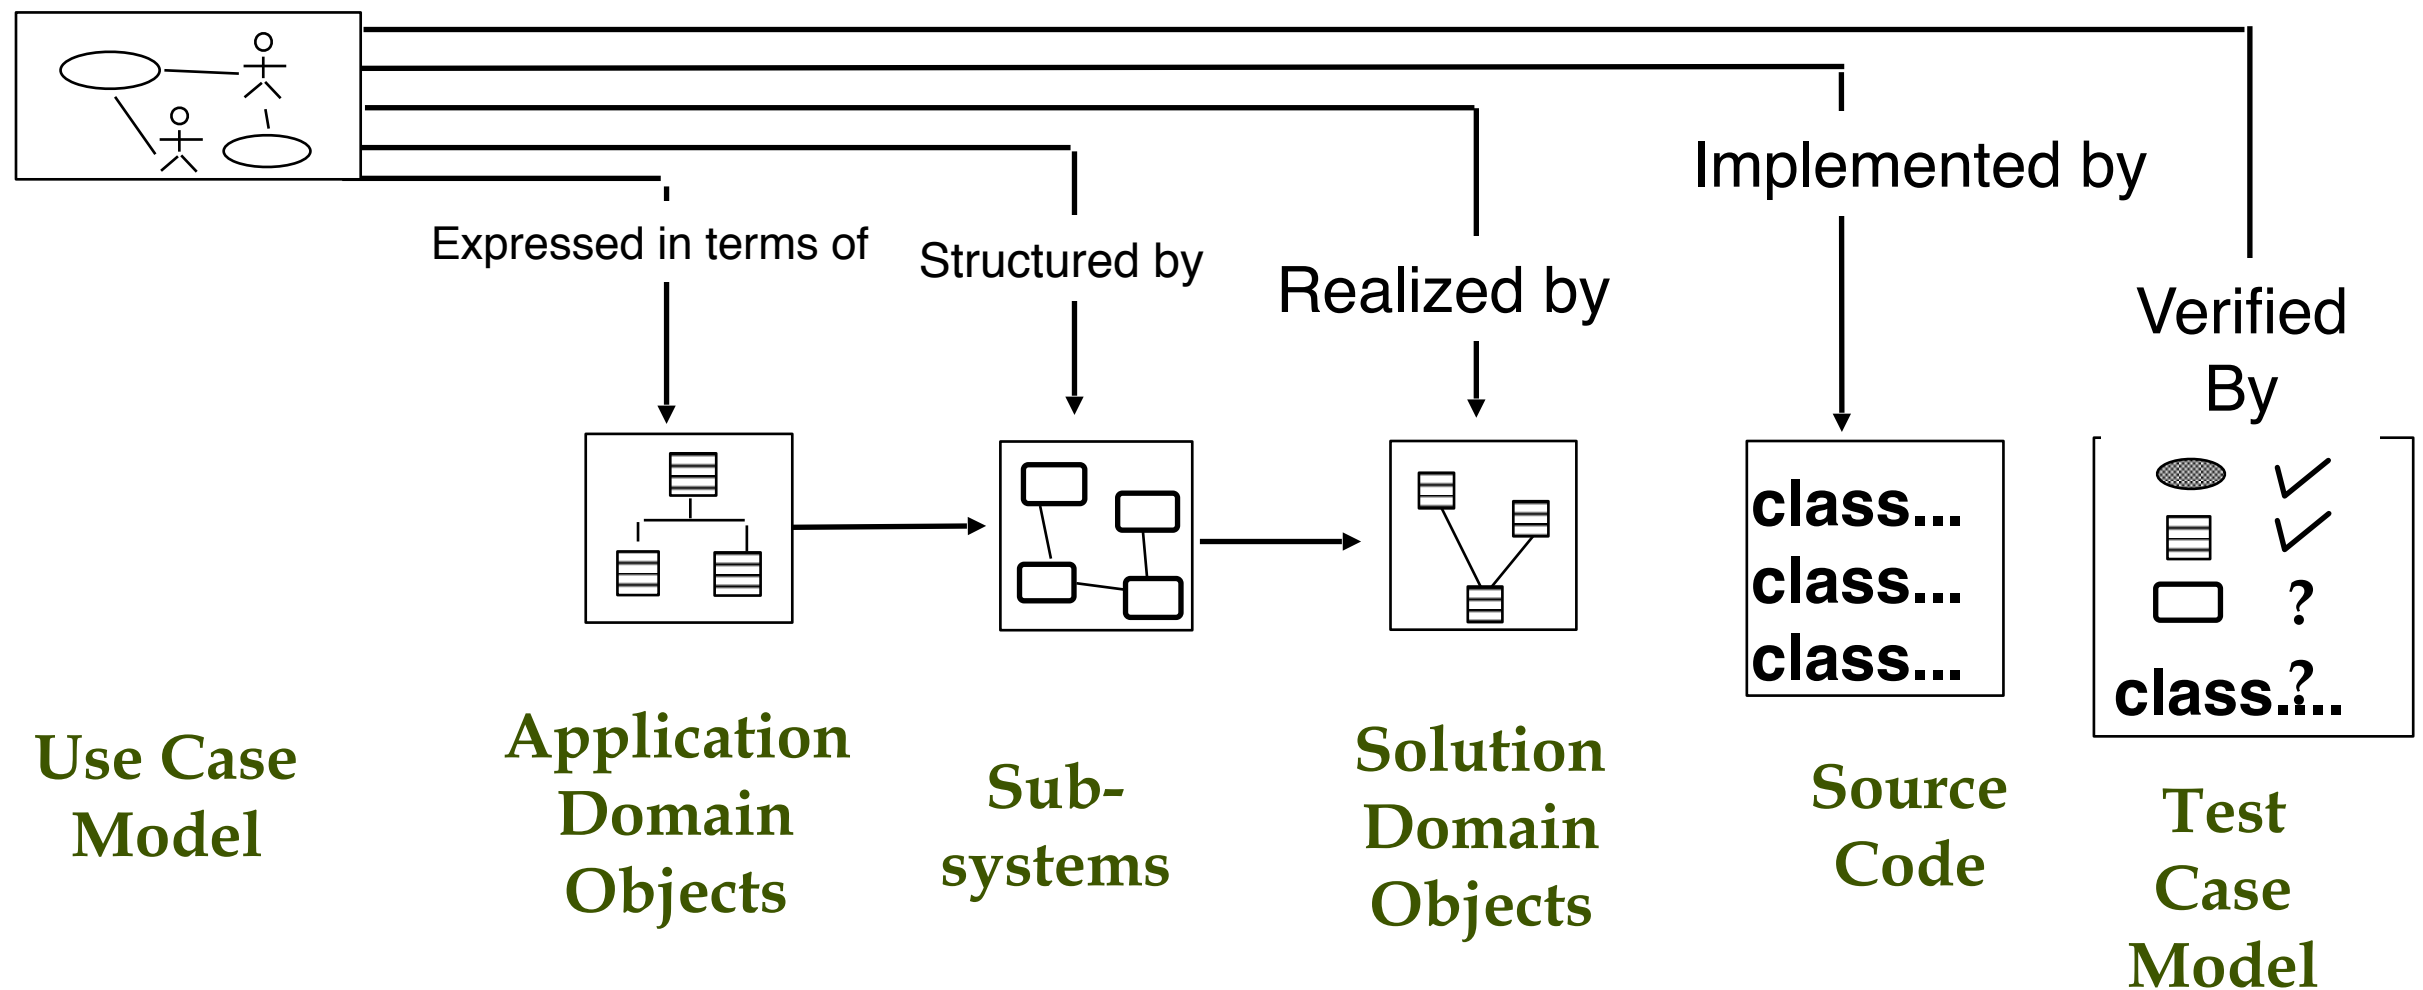 Implemented by
Expressed in terms of
Structured by
Realized by
Verified
By
class...
class...
class...
?
?
class....
Use Case
Model
Application
Domain
Objects
Sub-
systems
Solution
Domain
Objects
Source
Code
Test
Case
Model